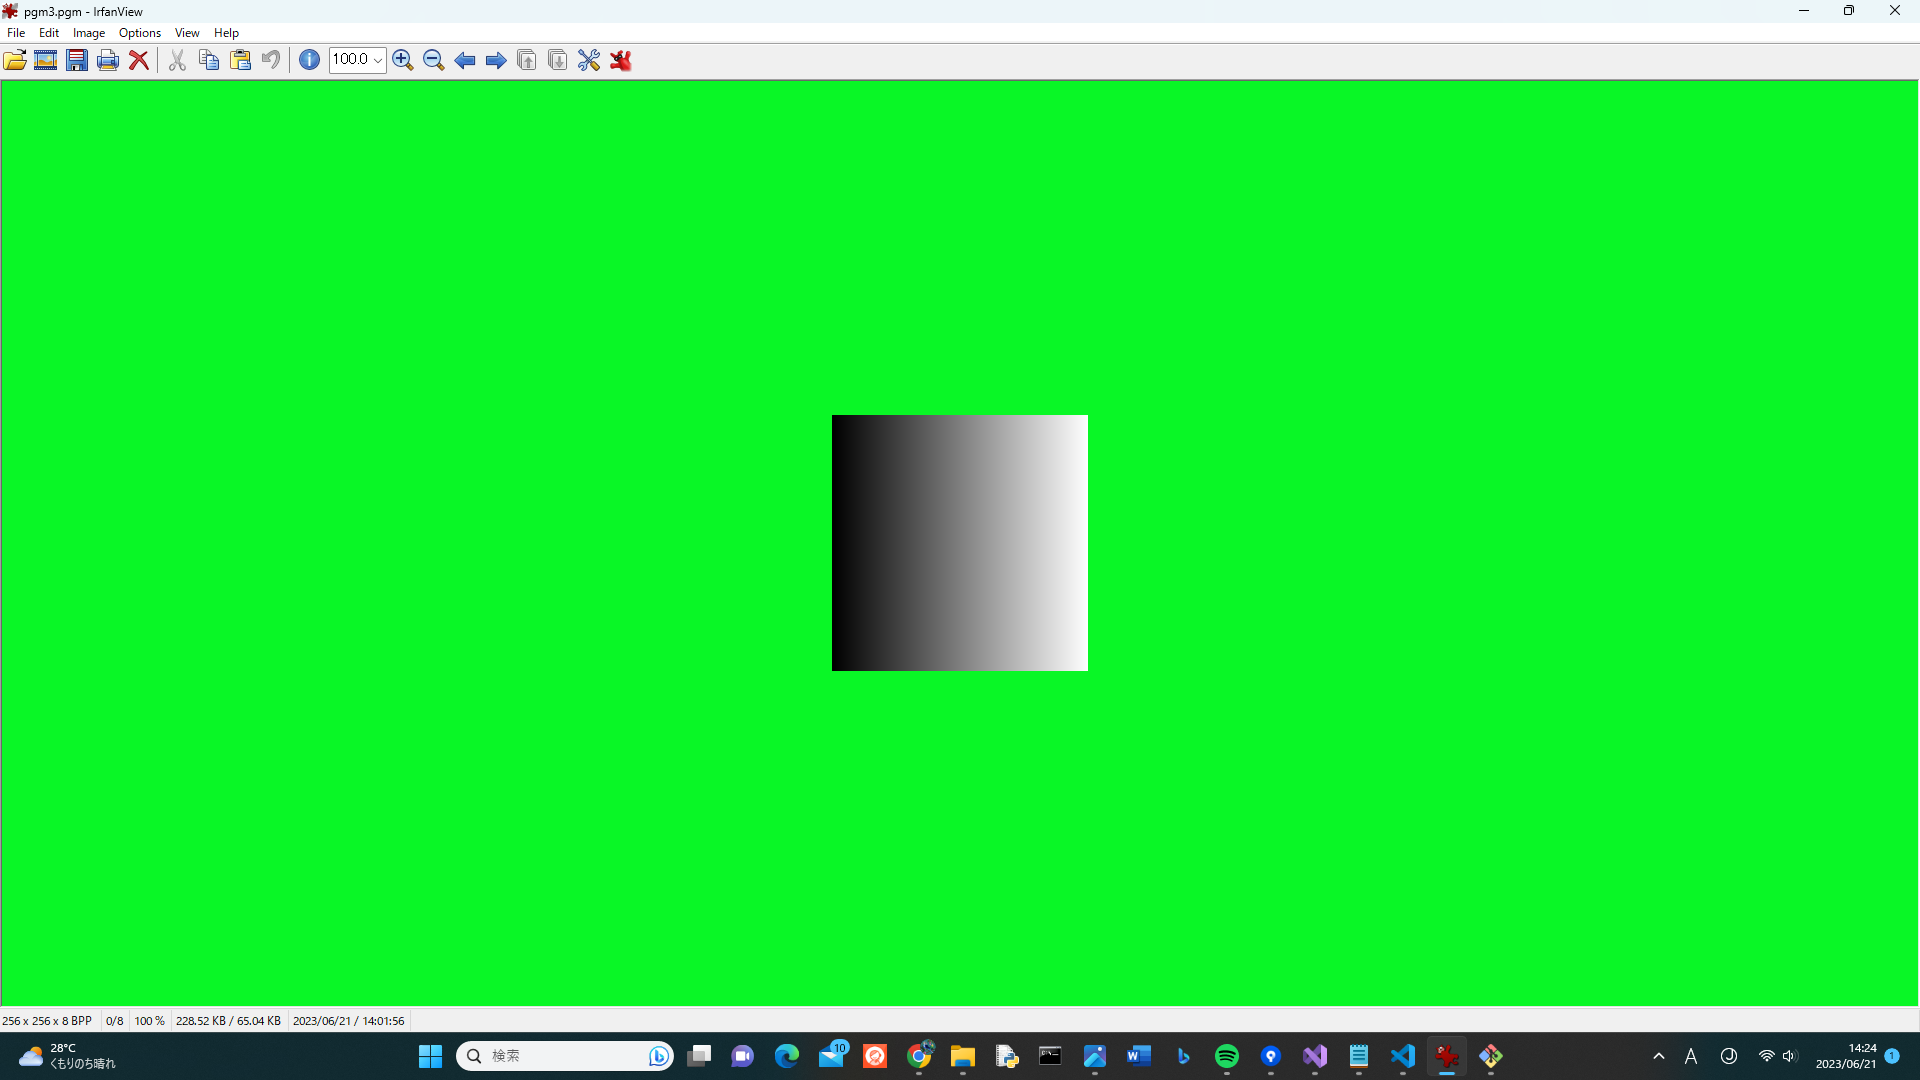 pgm3.pgm - IrfanView
File Edit Image Options View Help
100.0
256 x 256 x 8 BPP 0/8 100 % 228.52 KB / 65.04 KB 2023/06/21 / 14:01:56
28°C
くもりのち晴れ
検索
10
A
14:24
2023/06/21
1